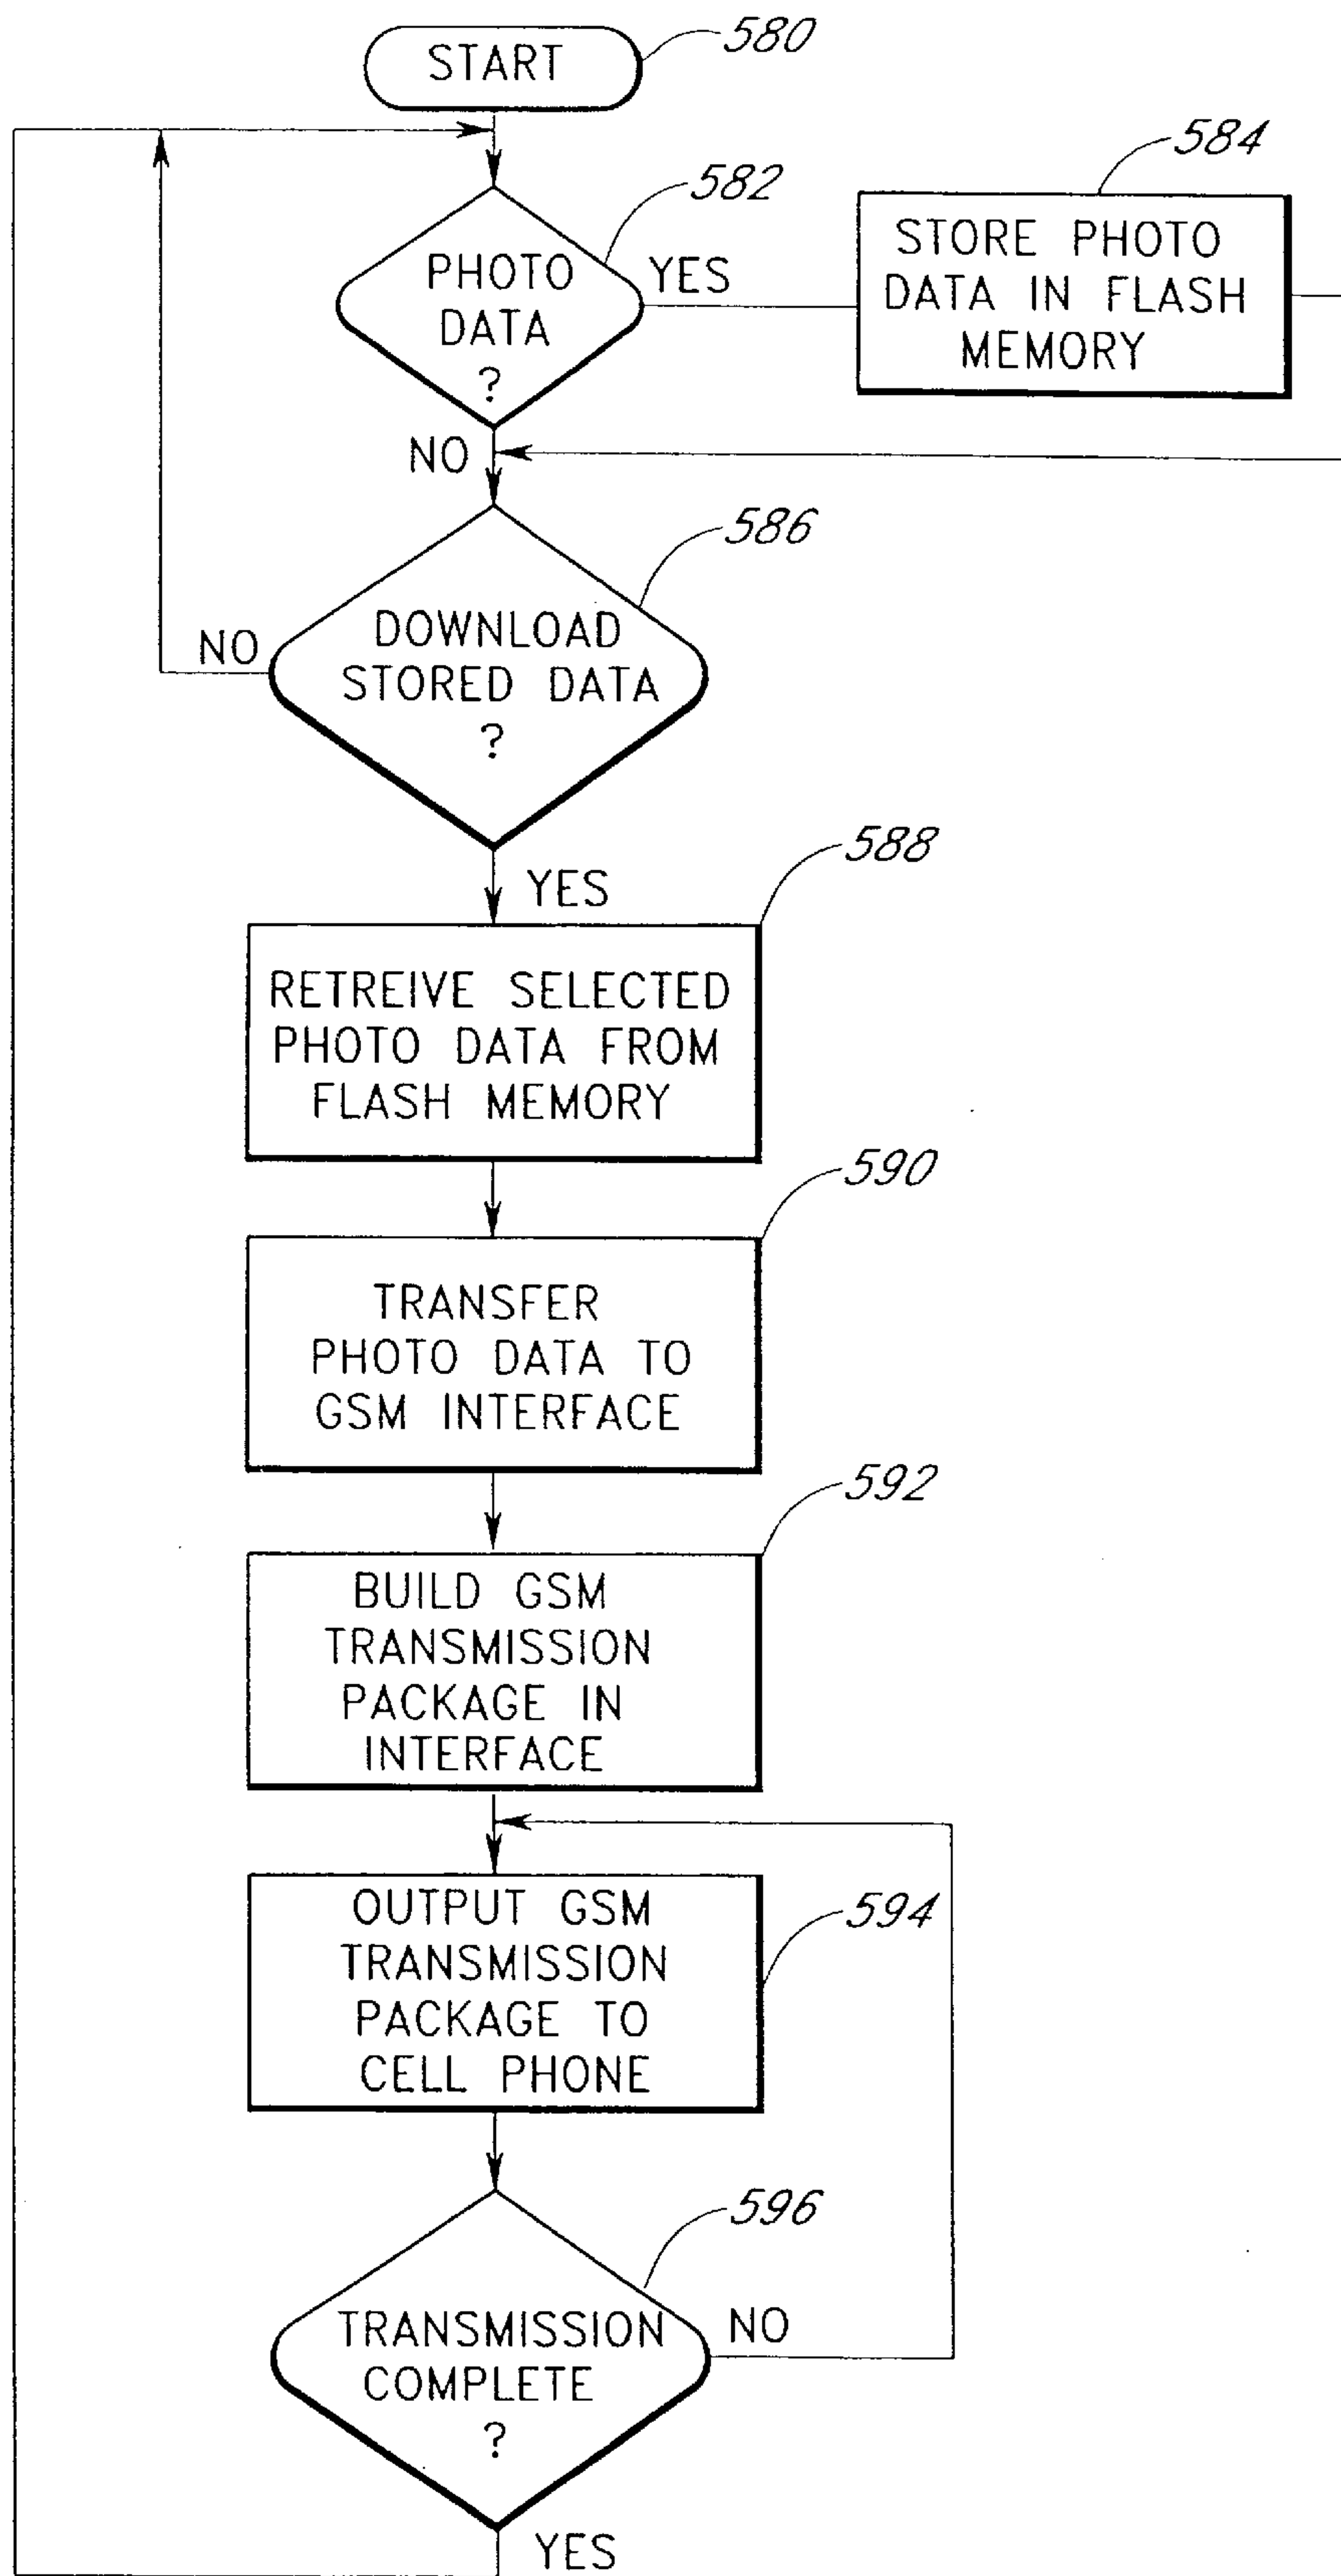 START
580
582
584
PHOTO
DATA
?
YES
STORE PHOTO
DATA IN FLASH
MEMORY
NO
586
DOWNLOAD
STORED DATA
?
NO
YES
588
RETREIVE SELECTED
PHOTO DATA FROM
FLASH MEMORY
590
TRANSFER
PHOTO DATA TO
GSM INTERFACE
592
BUILD GSM
TRANSMISSION
PACKAGE IN
INTERFACE
594
OUTPUT GSM
TRANSMISSION
PACKAGE TO
CELL PHONE
596
TRANSMISSION
COMPLETE
?
NO
YES